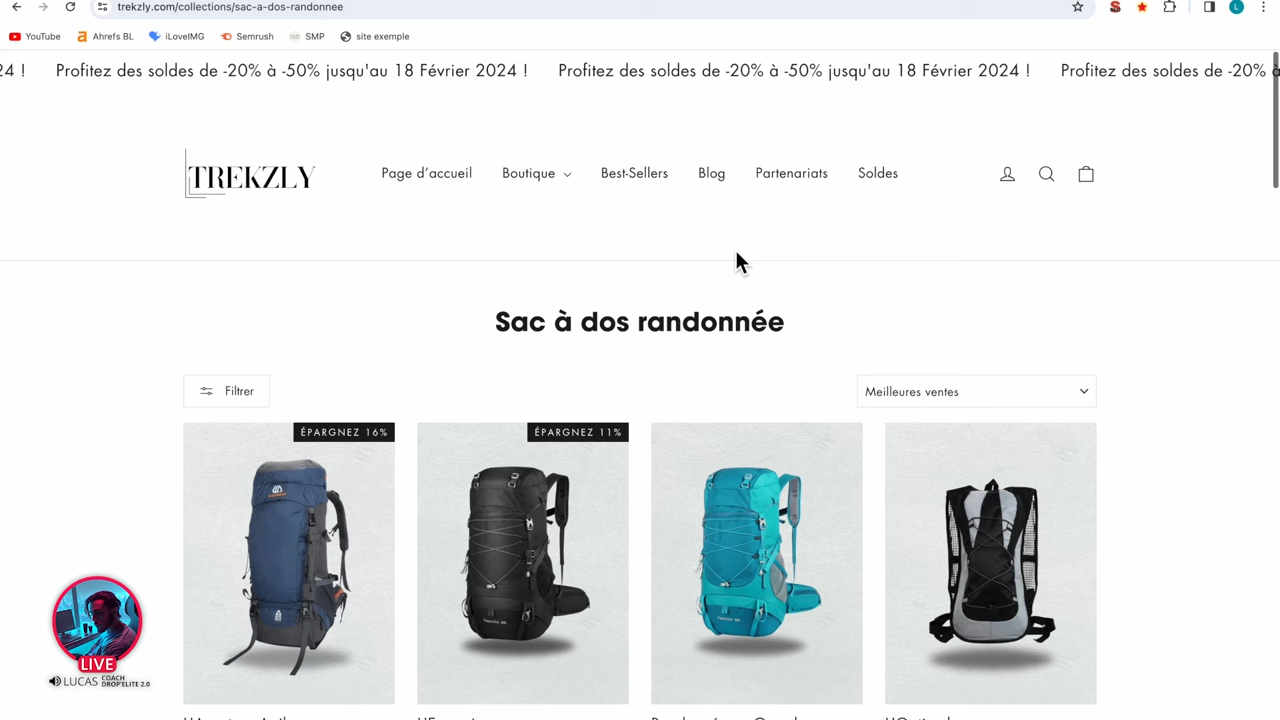 trekzly.com/collections/sac-a-dos-randonnee
YouTube Ahrefs BL iLoveIMG Semrush SMP site exemple
24 ! Profitez des soldes de -20% à -50% jusqu'au 18 Février 2024 ! Profitez des soldes de -20% à -50% jusqu'au 18 Février 2024 ! Profitez des soldes de -20% à
TREKZLY Page d'accueil Boutique Best-Sellers Blog Partenariats Soldes
Sac à dos randonnée
Filtrer Meilleures ventes
ÉPARGNEZ 16% ÉPARGNEZ 11%
LIVE
LUCAS COACH DROP'ELITE 2.0